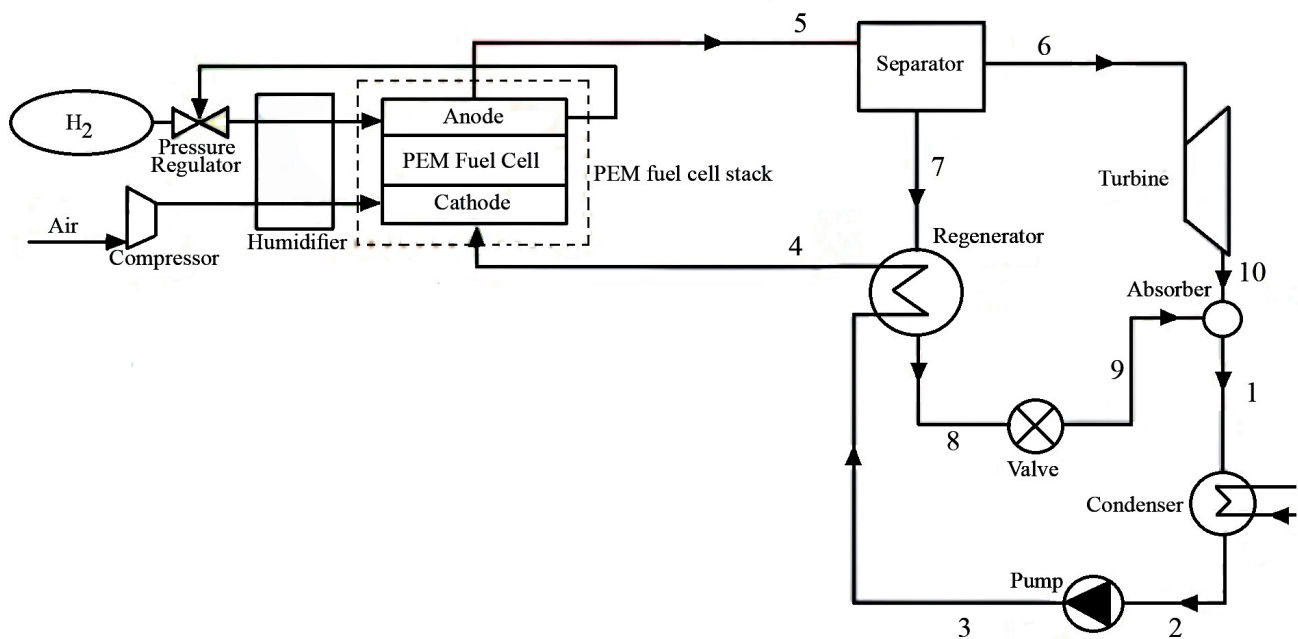 5
Separator
6
H2
Pressure
Regulator
Anode
PEM Fuel Cell
Cathode
PEM fuel cell stack
7
Turbine
Air
Compressor
Humidifier
4
Regenerator
10
Absorber
9
1
8
Valve
Condenser
Pump
3
2